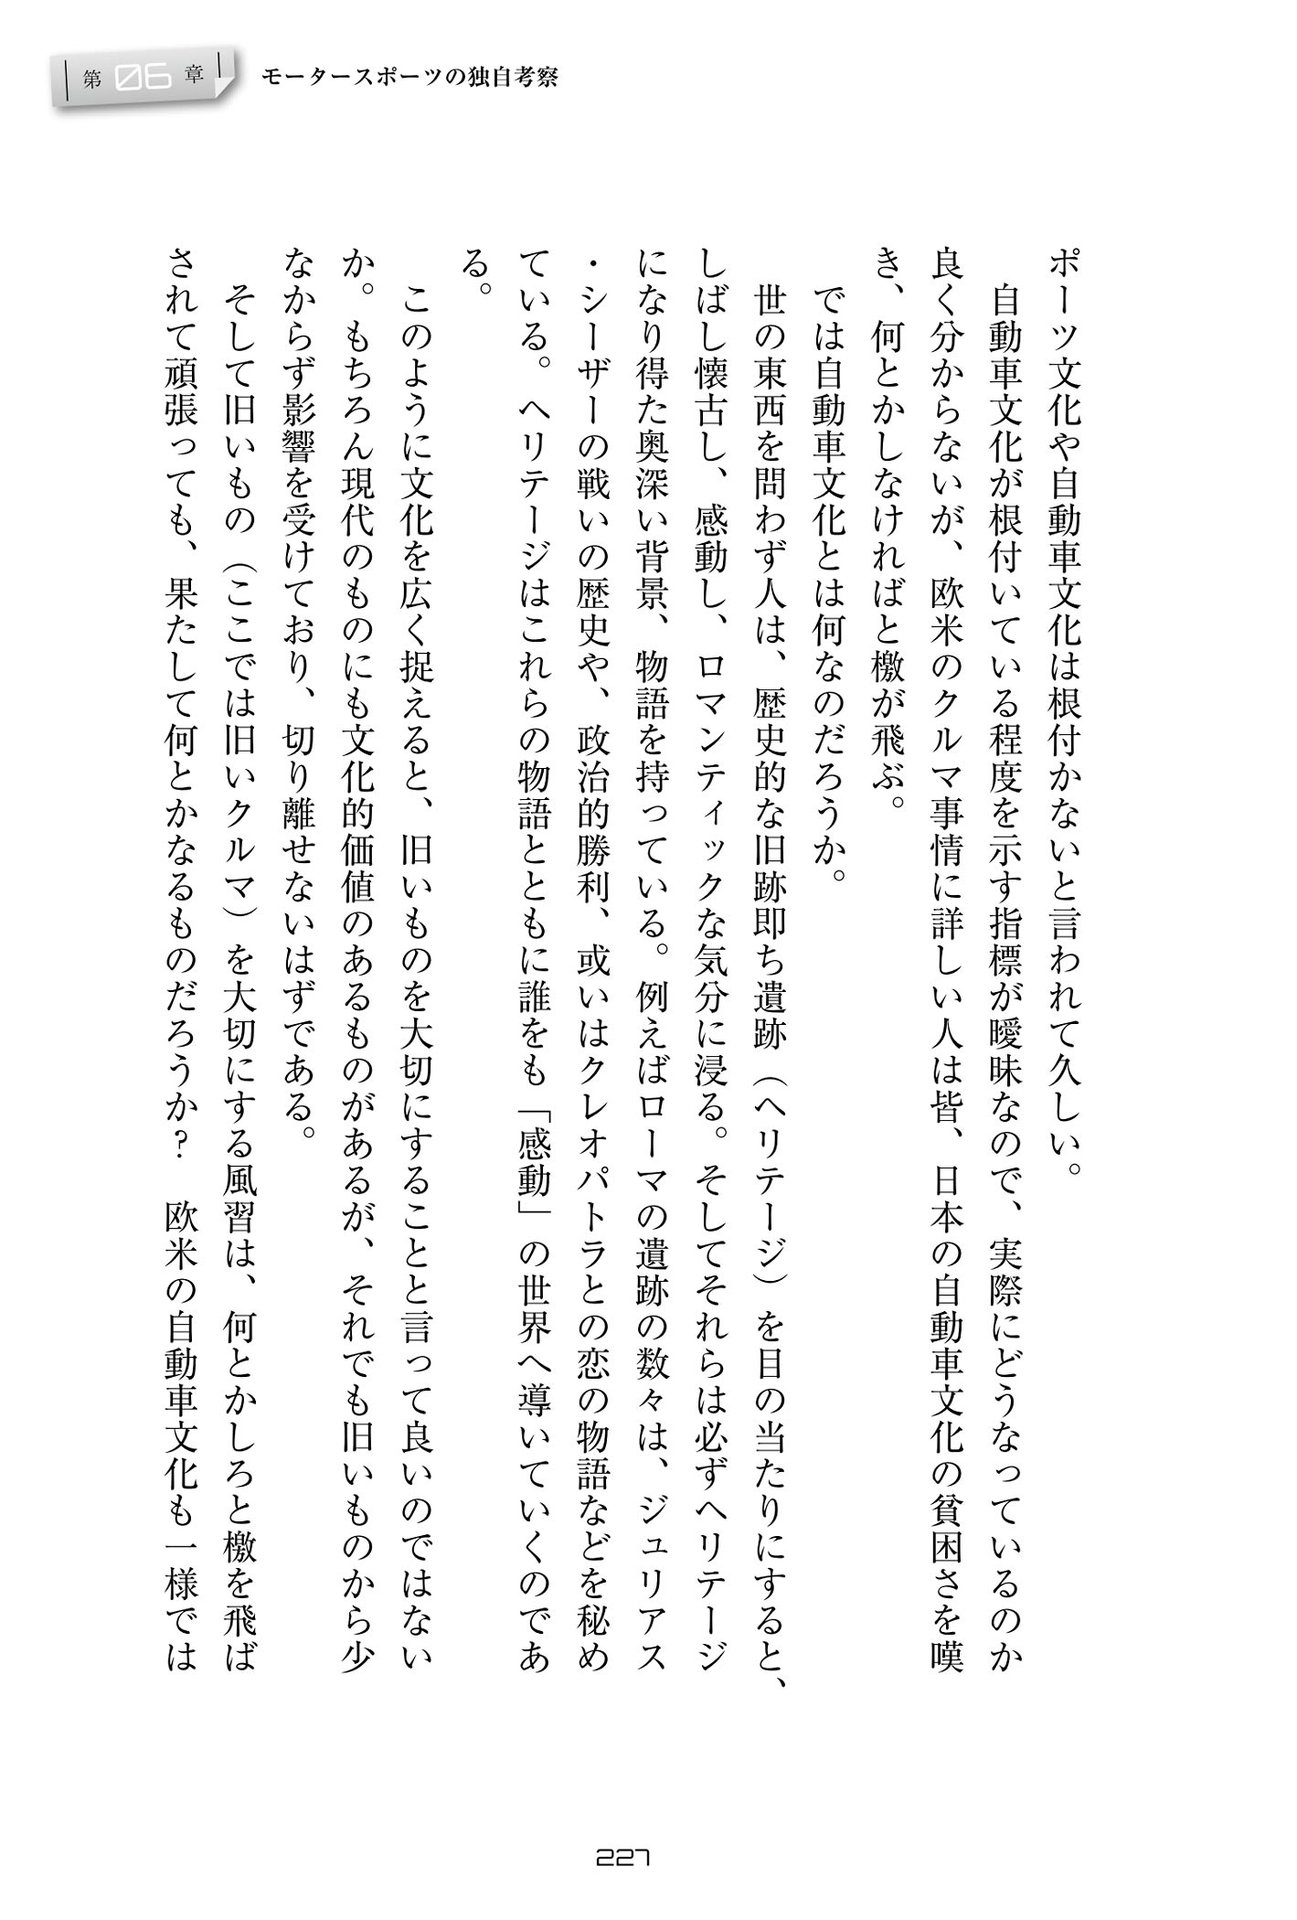 第06章 モータースポーツの独自考察
ポーツ文化や自動車文化は根付かないと言われて久しい。
　自動車文化が根付いている程度を示す指標が曖昧なので、実際にどうなっているのか
良く分からないが、欧米のクルマ事情に詳しい人は皆、日本の自動車文化の貧困さを嘆
き、何とかしなければと檄が飛ぶ。
　では自動車文化とは何なのだろうか。
　世の東西を問わず人は、歴史的な旧跡即ち遺跡（ヘリテージ）を目の当たりにすると、
しばし懐古し、感動し、ロマンティックな気分に浸る。そしてそれらは必ずヘリテージ
になり得た奥深い背景、物語を持っている。例えばローマの遺跡の数々は、ジュリアス
・シーザーの戦いの歴史や、政治的勝利、或いはクレオパトラとの恋の物語などを秘め
ている。ヘリテージはこれらの物語とともに誰をも「感動」の世界へ導いていくのであ
る。
　このように文化を広く捉えると、旧いものを大切にすることと言って良いのではない
か。もちろん現代のものにも文化的価値のあるものがあるが、それでも旧いものから少
なからず影響を受けており、切り離せないはずである。
　そして旧いもの（ここでは旧いクルマ）を大切にする風習は、何とかしろと檄を飛ば
されて頑張っても、果たして何とかなるものだろうか？　欧米の自動車文化も一様では
227